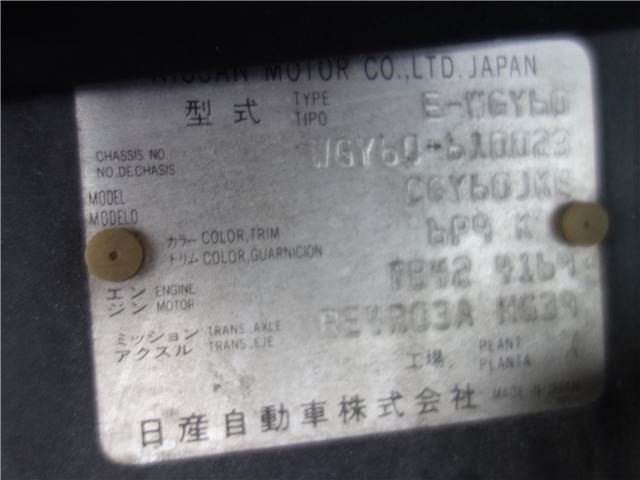 NISSAN MOTOR CO.,LTD. JAPAN
型式 TYPE TIPO E-WGY60
CHASSIS NO. NO. DE CHASIS WGY60-610023
MODEL MODELO CGY60JKE
カラー トリム COLOR,TRIM COLOR,GUARNICION 6P9 K
エンジン ENGINE MOTOR TB42 4169
ミッション アクスル TRANS.,AXLE TRANS.,EJE RE4R03A HG39
工場 PLANT PLANTA
日産自動車株式会社 MADE IN JAPAN